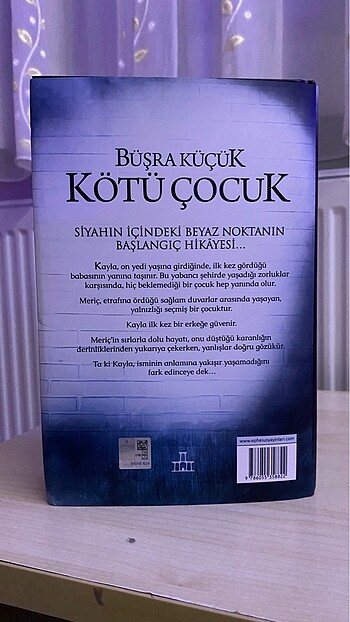 BÜŞRA KÜÇÜK
KÖTÜ ÇOCUK
SİYAHIN İÇİNDEKİ BEYAZ NOKTANIN
BAŞLANGIÇ HİKÂYESİ...
Kayla, on yedi yaşına girdiğinde, ilk kez gördüğü
babasının yanına taşınır. Bu yabancı şehirde yaşadığı zorluklar
karşısında, hiç beklemediği bir çocuk hep yanında olur.
Meriç, etrafına ördüğü sağlam duvarlar arasında yaşayan,
yalnızlığı seçmiş bir çocuktur.
Kayla ilk kez bir erkeğe güvenir.
Meriç'in sırlarla dolu hayatı, onu düştüğü karanlığın
derinliklerinden yukarıya çekerken, yanlışlar doğru gözükür.
Ta ki Kayla, isminin anlamına yakışır yaşamadığını
fark edinceye dek...
www.ephesusyayinlari.com